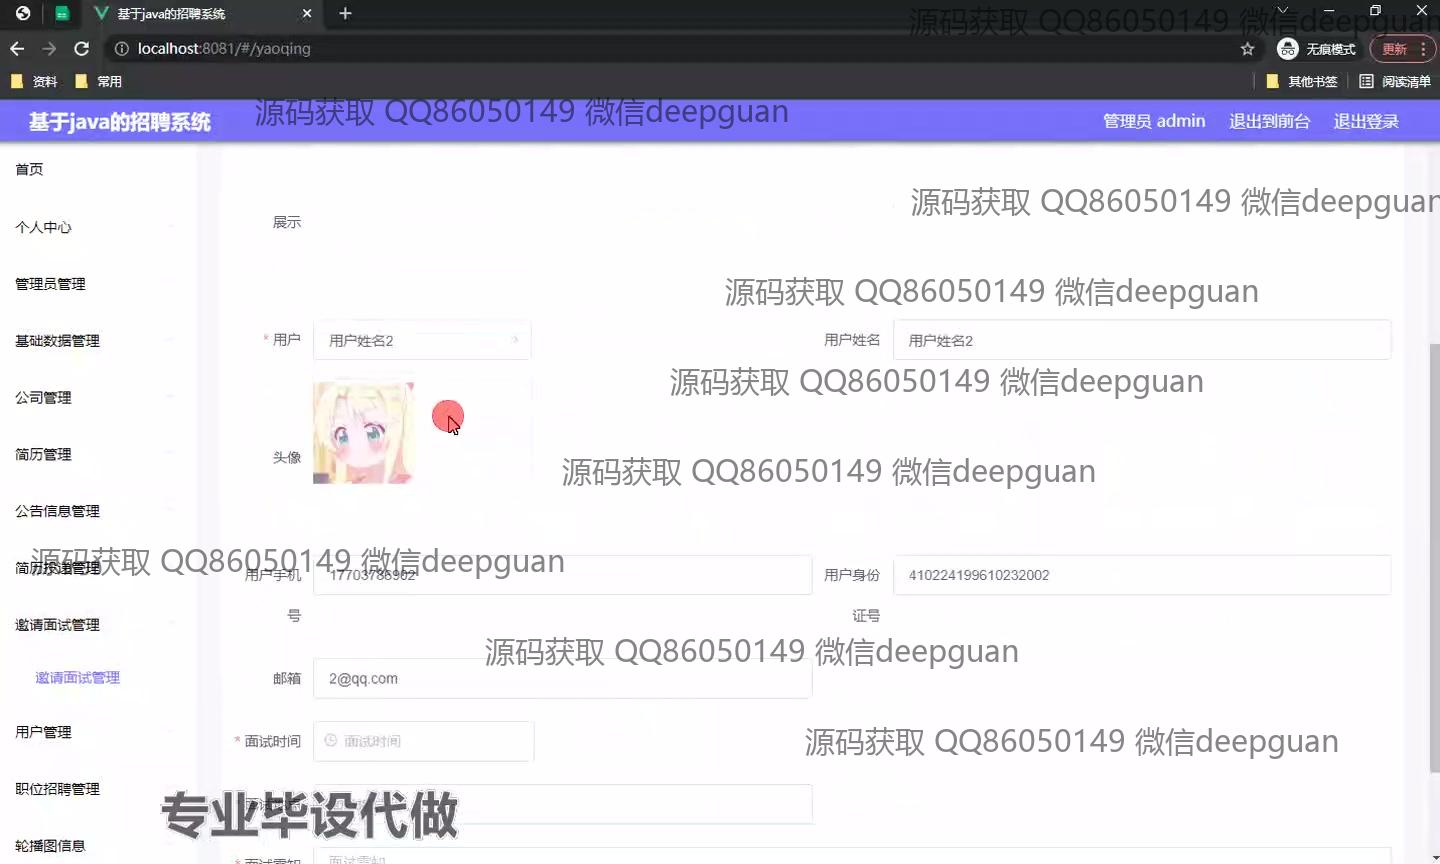 基于java的招聘系统
源码获取 QQ86050149 微信deepguan
localhost:8081/#/yaoqing
无痕模式
更新
资料
常用
其他书签
阅读清单
基于java的招聘系统
源码获取 QQ86050149 微信deepguan
管理员 admin
退出到前台
退出登录
首页
源码获取 QQ86050149 微信deepguan
展示
个人中心
管理员管理
源码获取 QQ86050149 微信deepguan
基础数据管理
* 用户
用户姓名2
用户姓名
用户姓名2
源码获取 QQ86050149 微信deepguan
公司管理
简历管理
头像
源码获取 QQ86050149 微信deepguan
公告信息管理
源码获取 QQ86050149 微信deepguan
简历投递管理
用户手机号
用户身份证号
410224199610232002
邀请面试管理
源码获取 QQ86050149 微信deepguan
邀请面试管理
邮箱
2@qq.com
用户管理
* 面试时间
面试时间
源码获取 QQ86050149 微信deepguan
职位招聘管理
专业毕设代做
轮播图信息